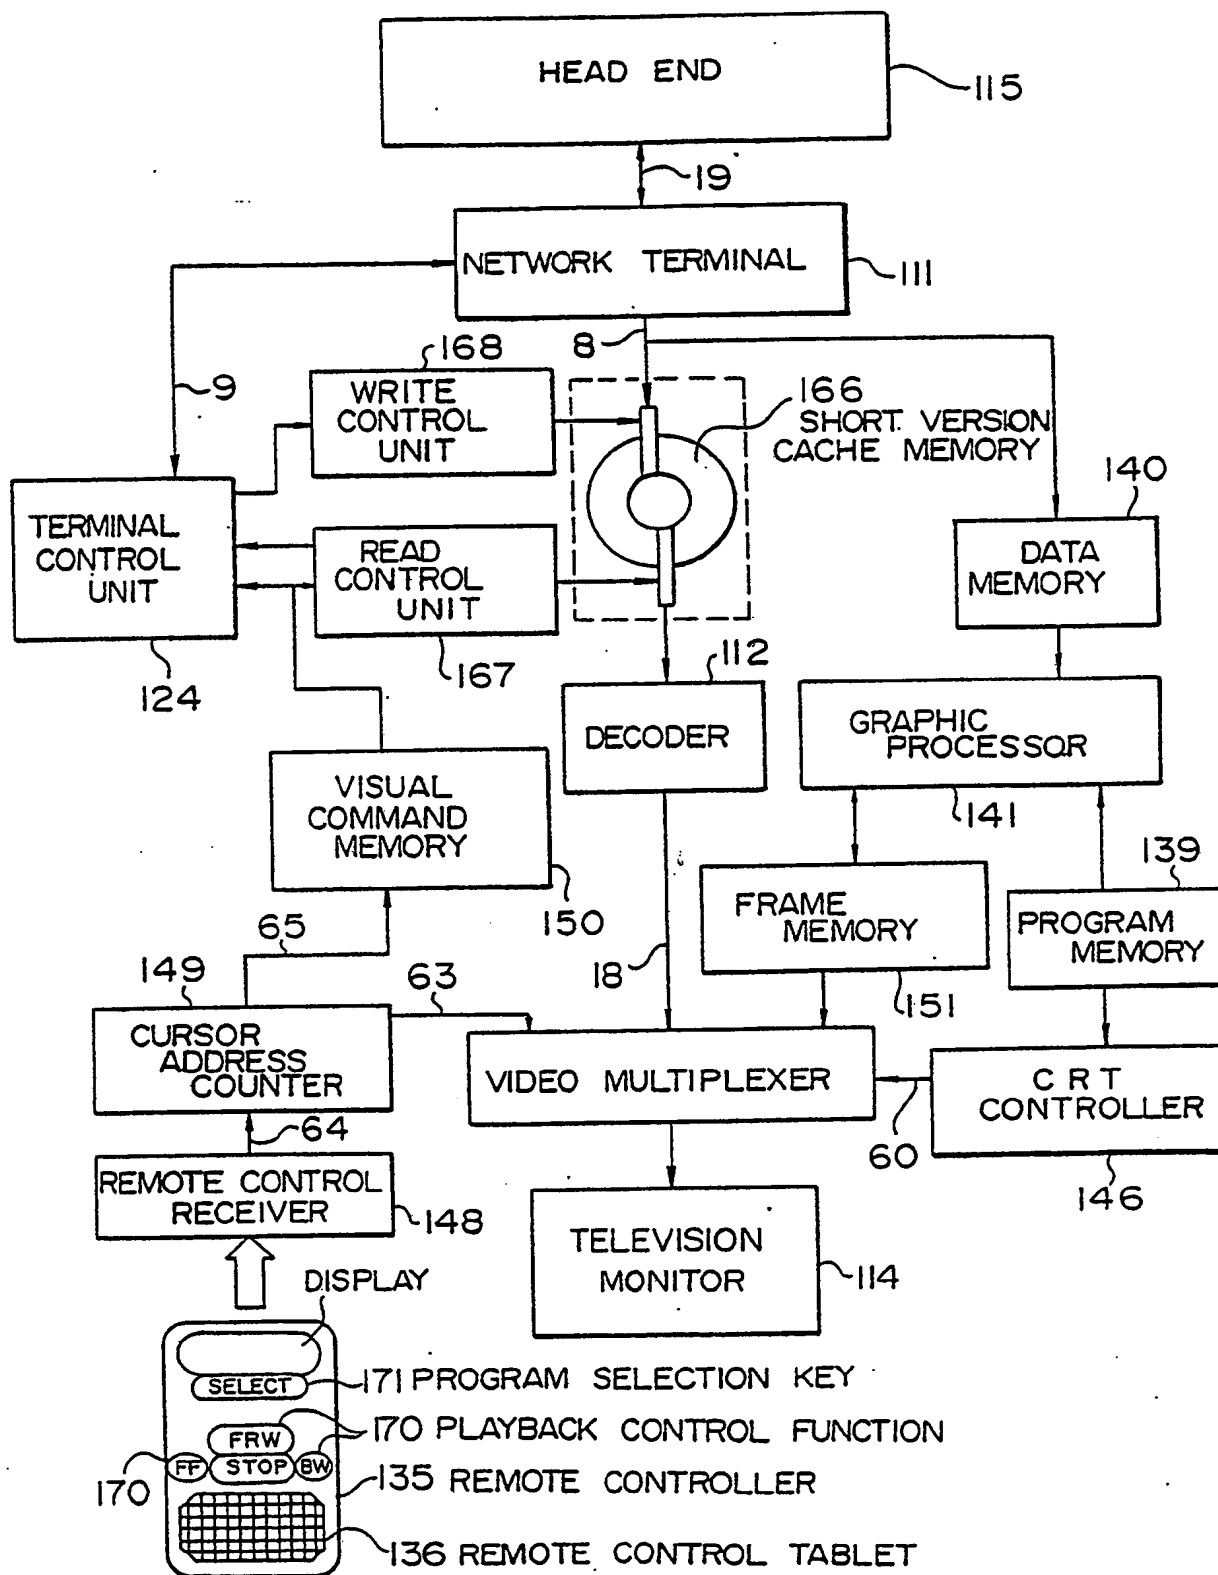 HEAD END
115
19
NETWORK TERMINAL
111
8
9
168
WRITE
CONTROL
UNIT
166
SHORT VERSION
CACHE MEMORY
140
TERMINAL
CONTROL
UNIT
124
READ
CONTROL
UNIT
167
DATA
MEMORY
112
DECODER
GRAPHIC
PROCESSOR
141
VISUAL
COMMAND
MEMORY
150
139
FRAME
MEMORY
151
PROGRAM
MEMORY
65
18
149
63
CURSOR
ADDRESS
COUNTER
VIDEO MULTIPLEXER
60
CRT
CONTROLLER
146
64
REMOTE CONTROL
RECEIVER
148
TELEVISION
MONITOR
114
DISPLAY
SELECT
171 PROGRAM SELECTION KEY
FRW
170 PLAYBACK CONTROL FUNCTION
FF
STOP
BW
170
135 REMOTE CONTROLLER
136 REMOTE CONTROL TABLET